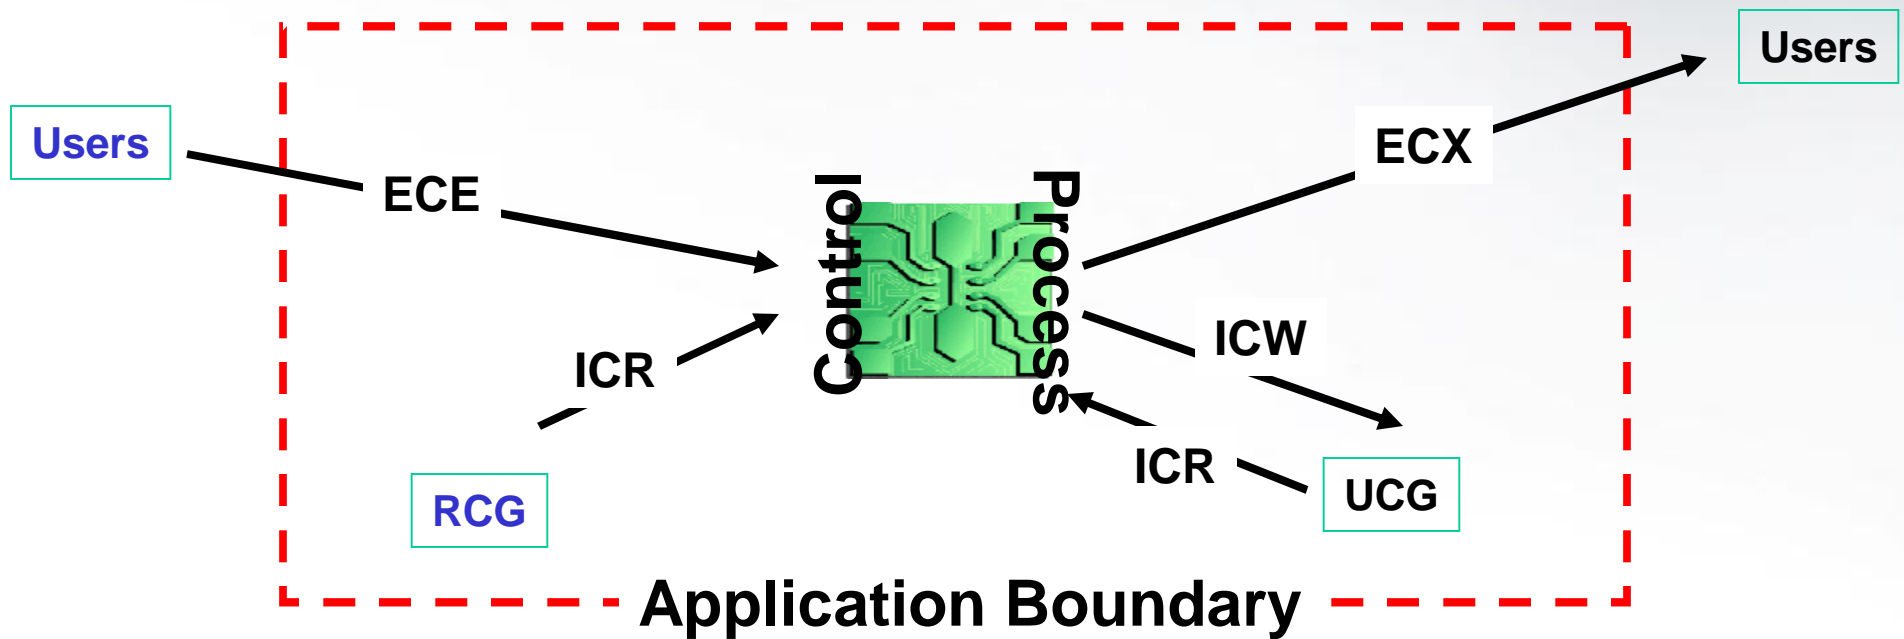 Users
Users
ECX
ECE
Control
Process
ICW
ICR
ICR
UCG
RCG
Application Boundary